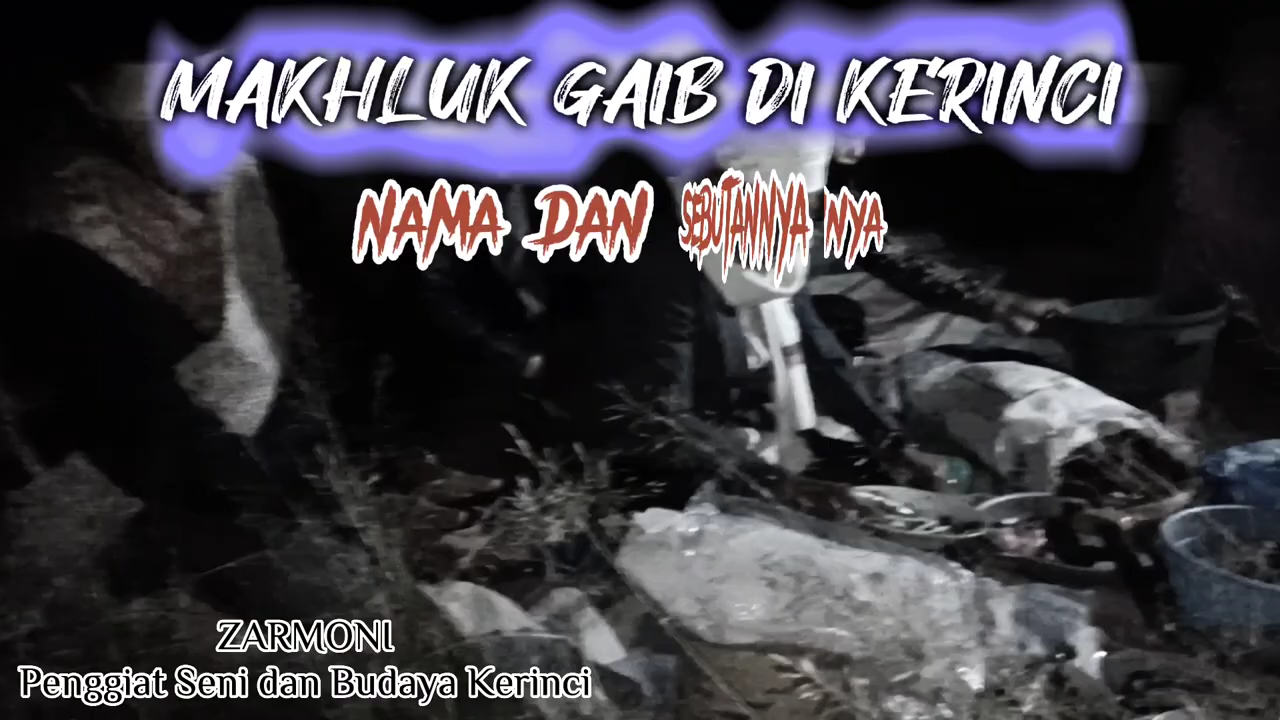 MAKHLUK GAIB DI KERINCI
NAMA DAN SEBUTANNYA NYA
ZARMONI
Penggiat Seni dan Budaya Kerinci